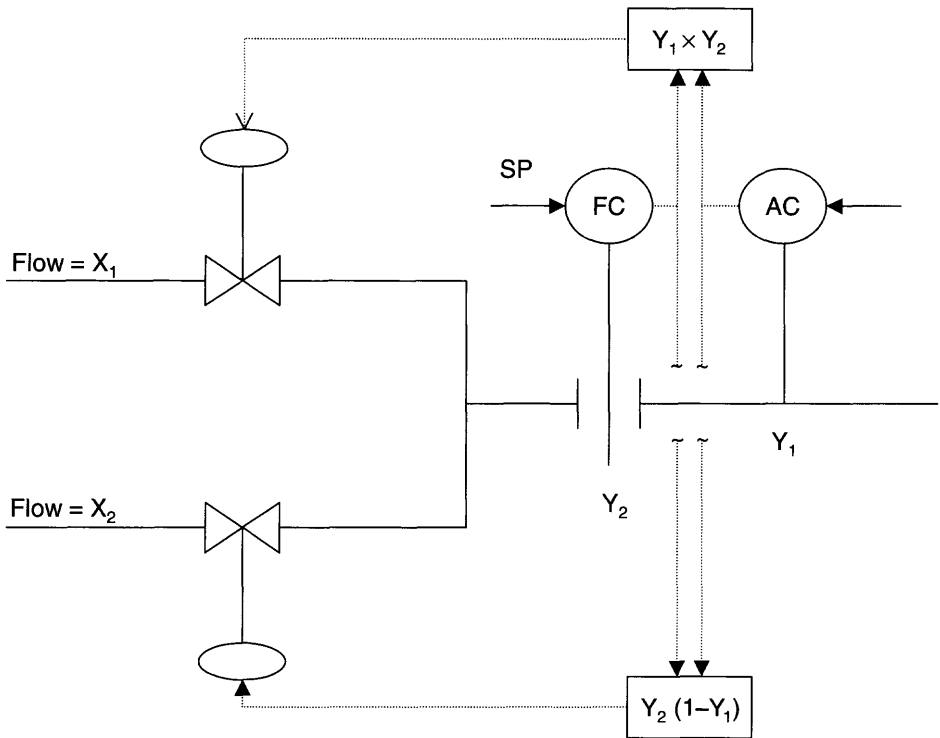 Y₁ × Y₂
SP
FC
AC
Flow = X₁
~ ~
~ ~
Y₁
Y₂
Flow = X₂
Y₂ (1–Y₁)